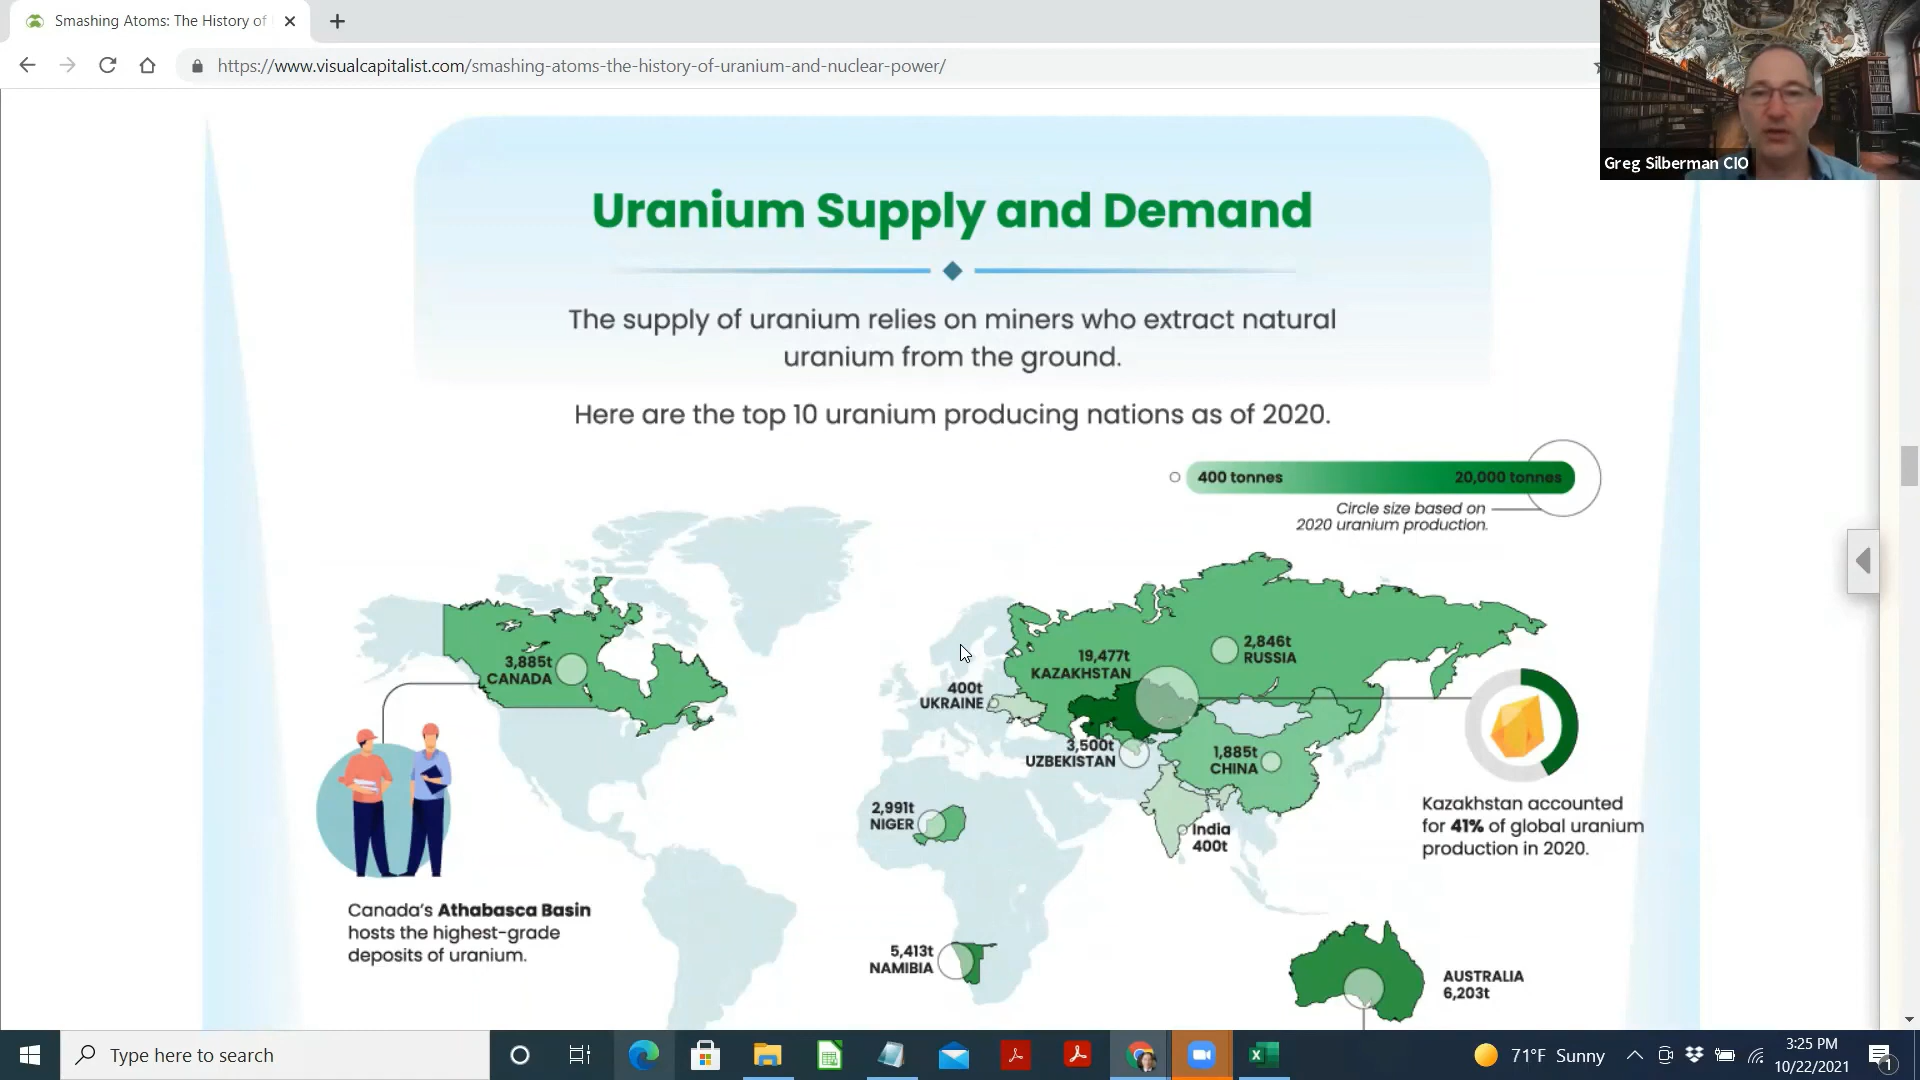 Smashing Atoms: The History of
https://www.visualcapitalist.com/smashing-atoms-the-history-of-uranium-and-nuclear-power/
Greg Silberman CIO
Uranium Supply and Demand
The supply of uranium relies on miners who extract natural
uranium from the ground.
Here are the top 10 uranium producing nations as of 2020.
400 tonnes
20,000 tonnes
Circle size based on
2020 uranium production.
3,885t
CANADA
2,846t
RUSSIA
19,477t
KAZAKHSTAN
400t
UKRAINE
3,500t
UZBEKISTAN
1,885t
CHINA
2,991t
NIGER
India
400t
Kazakhstan accounted
for 41% of global uranium
production in 2020.
Canada's Athabasca Basin
hosts the highest-grade
deposits of uranium.
5,413t
NAMIBIA
AUSTRALIA
6,203t
Type here to search
71°F Sunny
3:25 PM
10/22/2021
1